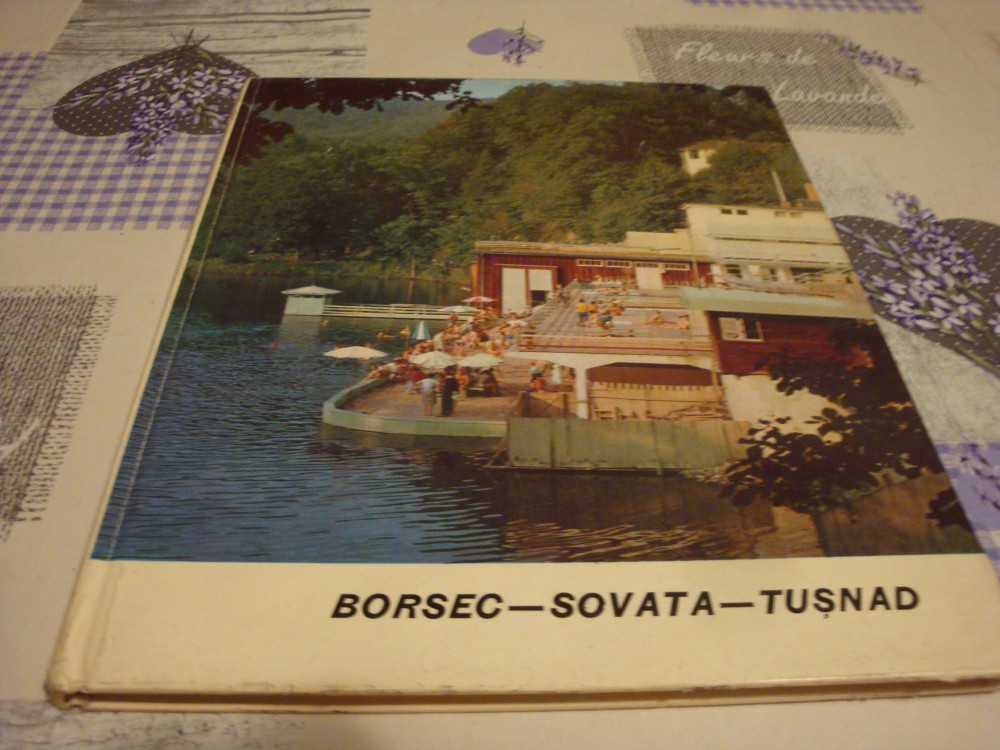 Fleurs de
Lavande
BORSEC—SOVATA—TUȘNAD